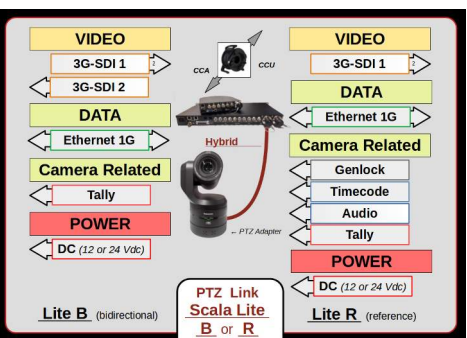 VIDEO
3G-SDI 1 2
3G-SDI 2
DATA
Ethernet 1G
Camera Related
Tally
POWER
DC (12 or 24 Vdc)
Lite B (bidirectional)
CCA
CCU
Hybrid
← PTZ Adapter
PTZ Link
Scala Lite
B or R
VIDEO
3G-SDI 1 2
DATA
Ethernet 1G
Camera Related
Genlock
Timecode
Audio
Tally
POWER
DC (12 or 24 Vdc)
Lite R (reference)